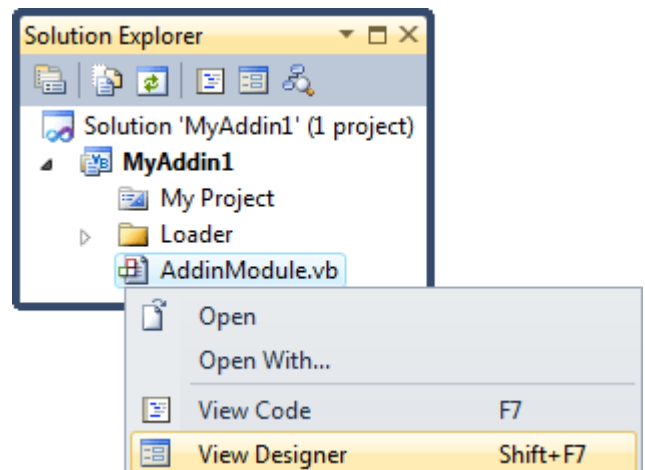 Solution Explorer
Solution 'MyAddin1' (1 project)
VB MyAddin1
My Project
Loader
AddinModule.vb
Open
Open With...
View Code F7
View Designer Shift+F7